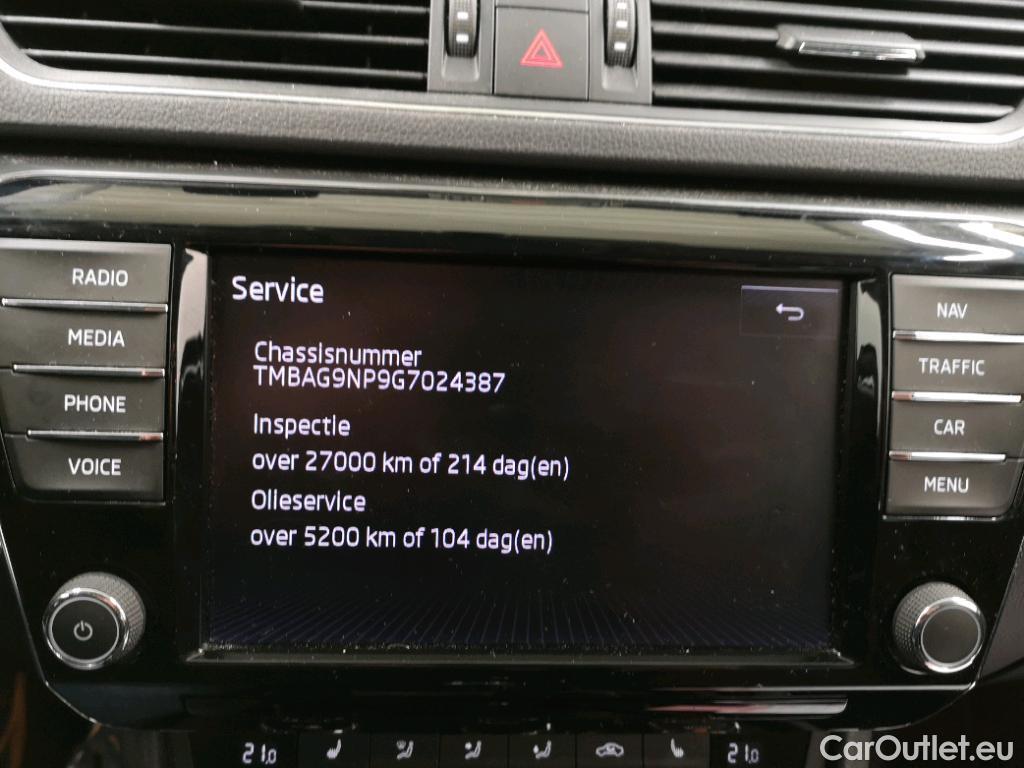 RADIO
MEDIA
PHONE
VOICE
Service
Chassisnummer
TMBAG9NP9G7024387
Inspectie
over 27000 km of 214 dag(en)
Olieservice
over 5200 km of 104 dag(en)
NAV
TRAFFIC
CAR
MENU
21.0
21.0
CarOutlet.eu